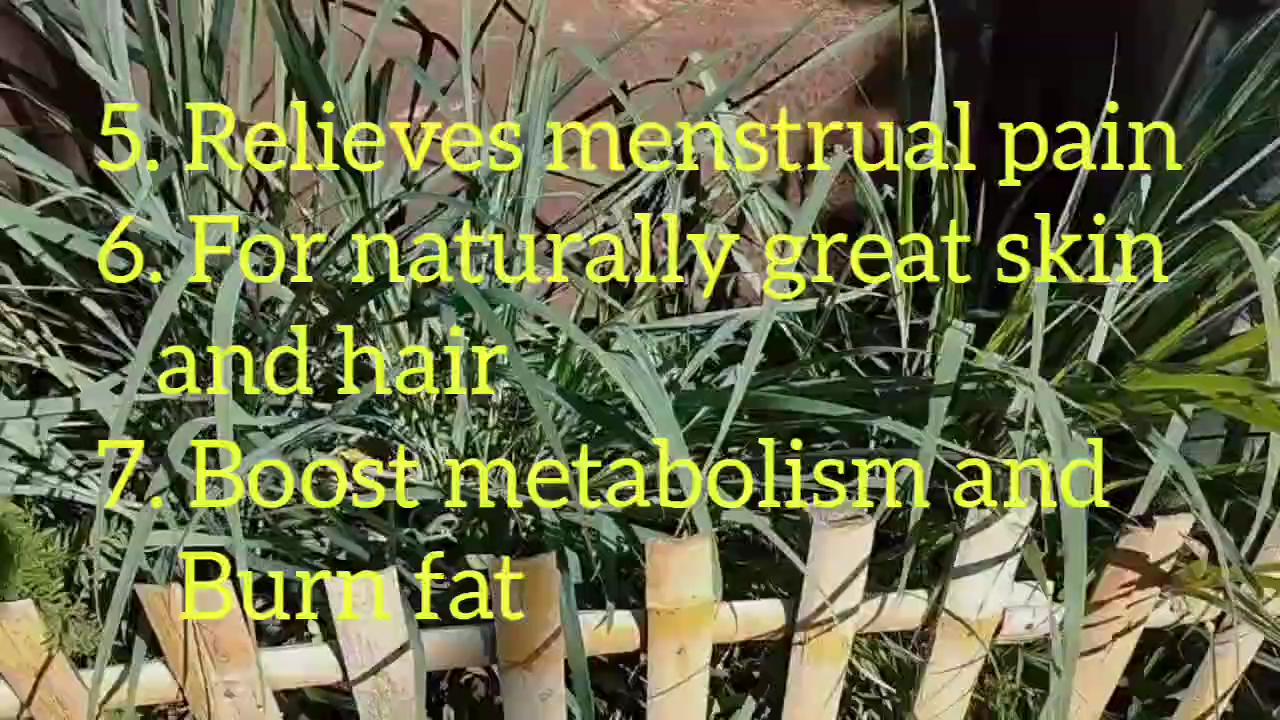 5. Relieves menstrual pain
6. For naturally great skin
and hair
7. Boost metabolism and
Burn fat